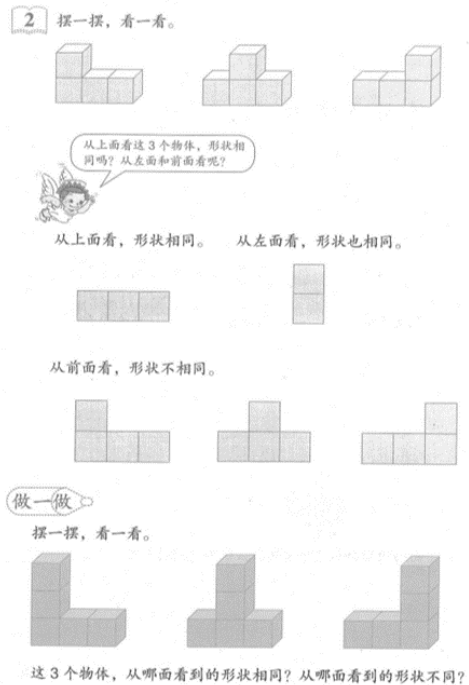 2 摆一摆，看一看。
从上面看这3个物体，形状相
同吗？从左面和前面看呢？
从上面看，形状相同。 从左面看，形状也相同。
从前面看，形状不相同。
做一做
摆一摆，看一看。
这3个物体，从哪面看到的形状相同？从哪面看到的形状不同？